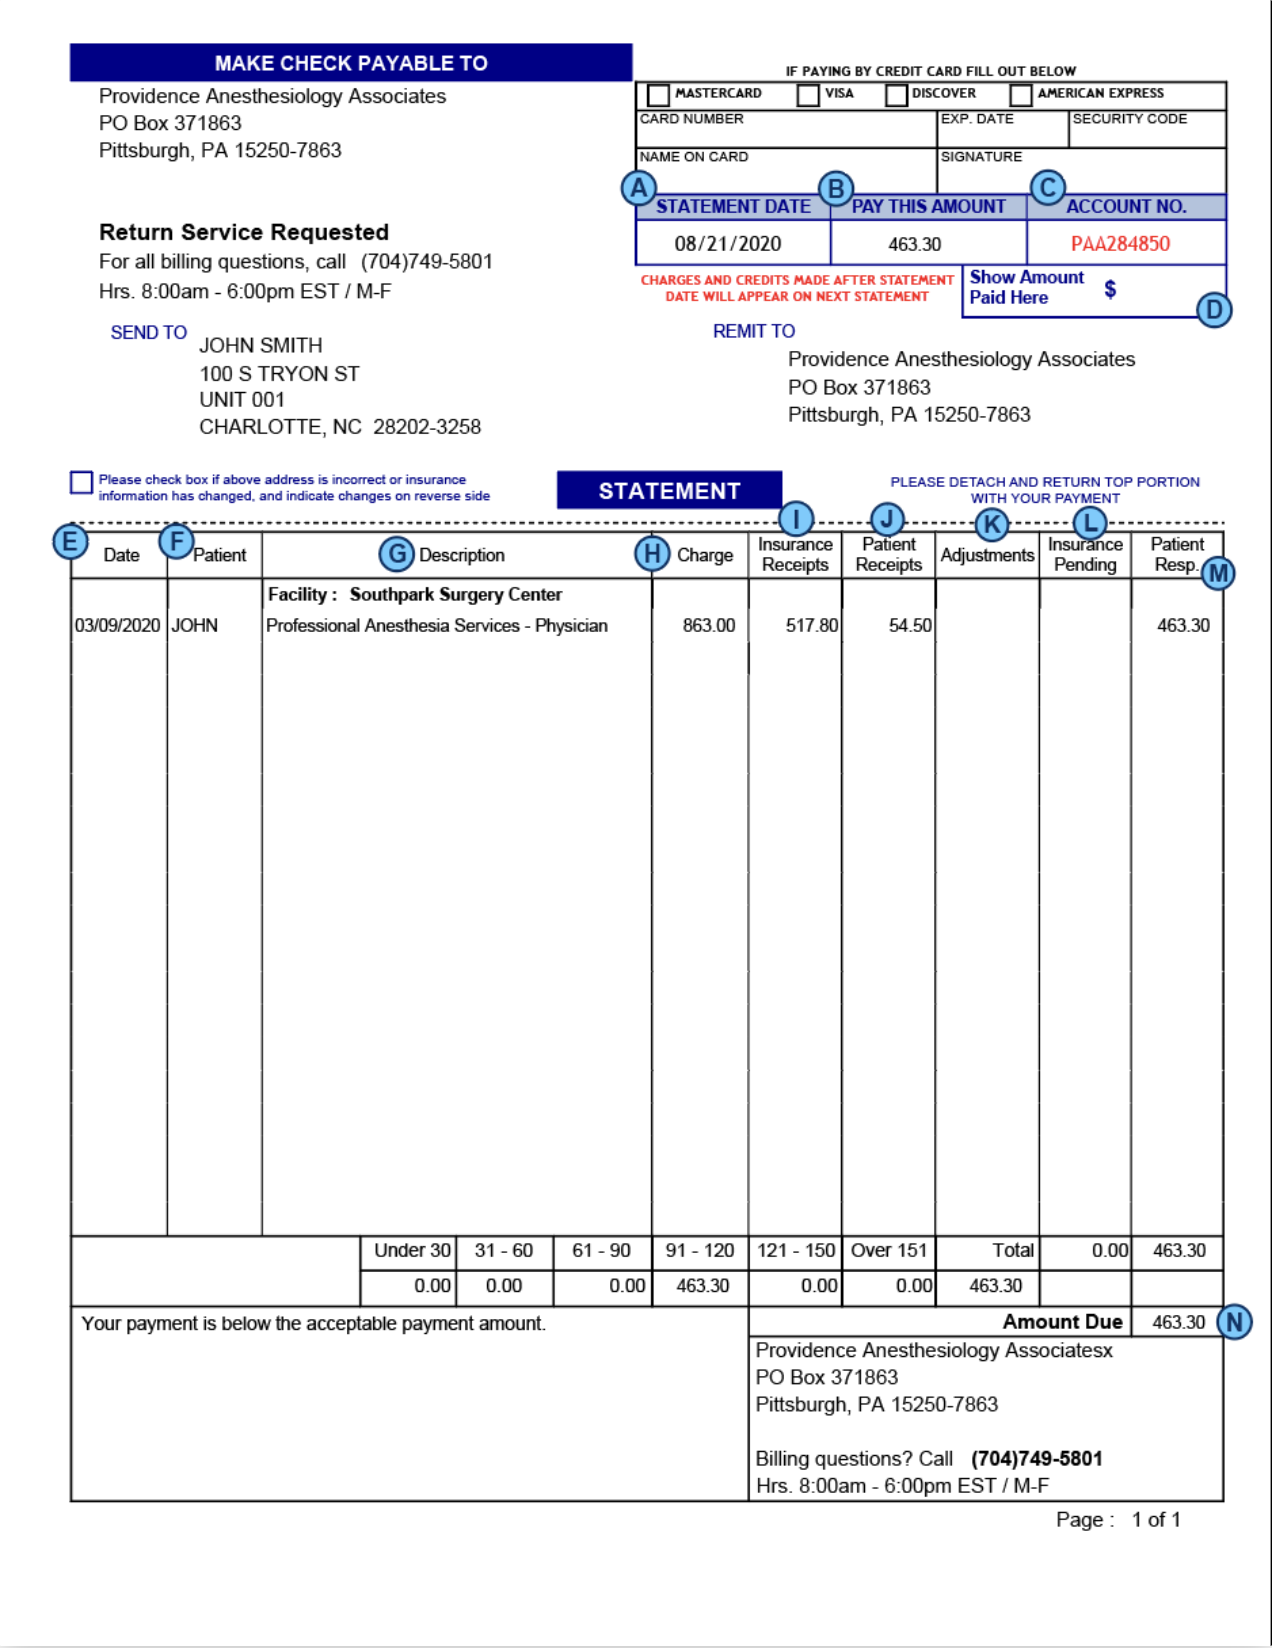 MAKE CHECK PAYABLE TO
Providence Anesthesiology Associates
PO Box 371863
Pittsburgh, PA 15250-7863
Return Service Requested
For all billing questions, call (704)749-5801
Hrs. 8:00am - 6:00pm EST / M-F
IF PAYING BY CREDIT CARD FILL OUT BELOW
MASTERCARD VISA DISCOVER AMERICAN EXPRESS
CARD NUMBER EXP. DATE SECURITY CODE
NAME ON CARD SIGNATURE
A B C
STATEMENT DATE PAY THIS AMOUNT ACCOUNT NO.
08/21/2020 463.30 PAA284850
CHARGES AND CREDITS MADE AFTER STATEMENT
DATE WILL APPEAR ON NEXT STATEMENT
Show Amount
Paid Here $
D
SEND TO
JOHN SMITH
100 S TRYON ST
UNIT 001
CHARLOTTE, NC 28202-3258
REMIT TO
Providence Anesthesiology Associates
PO Box 371863
Pittsburgh, PA 15250-7863
Please check box if above address is incorrect or insurance
information has changed, and indicate changes on reverse side
STATEMENT
PLEASE DETACH AND RETURN TOP PORTION
WITH YOUR PAYMENT
E F G H I J K L M
Date Patient Description Charge Insurance Receipts Patient Receipts Adjustments Insurance Pending Patient Resp.
Facility : Southpark Surgery Center
03/09/2020 JOHN Professional Anesthesia Services - Physician 863.00 517.80 54.50 463.30
Under 30 31 - 60 61 - 90 91 - 120 121 - 150 Over 151 Total 0.00 463.30
0.00 0.00 0.00 463.30 0.00 0.00 463.30
Your payment is below the acceptable payment amount.
Amount Due 463.30 N
Providence Anesthesiology Associatesx
PO Box 371863
Pittsburgh, PA 15250-7863
Billing questions? Call (704)749-5801
Hrs. 8:00am - 6:00pm EST / M-F
Page : 1 of 1